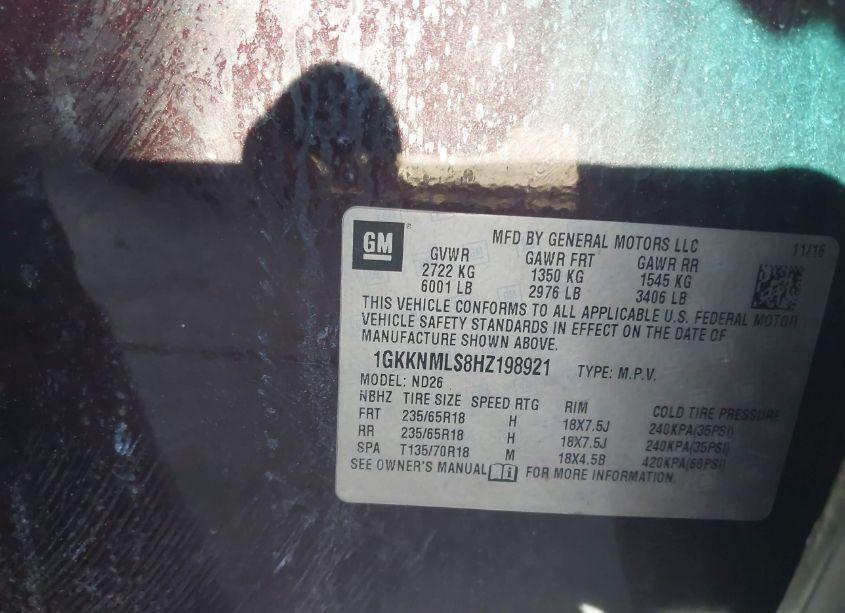 GM
MFD BY GENERAL MOTORS LLC
11/16
GVWR GAWR FRT GAWR RR
2722 KG 1350 KG 1545 KG
6001 LB 2976 LB 3406 LB
THIS VEHICLE CONFORMS TO ALL APPLICABLE U.S. FEDERAL MOTOR
VEHICLE SAFETY STANDARDS IN EFFECT ON THE DATE OF
MANUFACTURE SHOWN ABOVE.
1GKKNMLS8HZ198921 TYPE: M.P.V.
MODEL: ND26
NBHZ TIRE SIZE SPEED RTG RIM COLD TIRE PRESSURE
FRT 235/65R18 H 18X7.5J 240KPA(35PSI)
RR 235/65R18 H 18X7.5J 240KPA(35PSI)
SPA T135/70R18 M 18X4.5B 420KPA(60PSI)
SEE OWNER'S MANUAL FOR MORE INFORMATION.